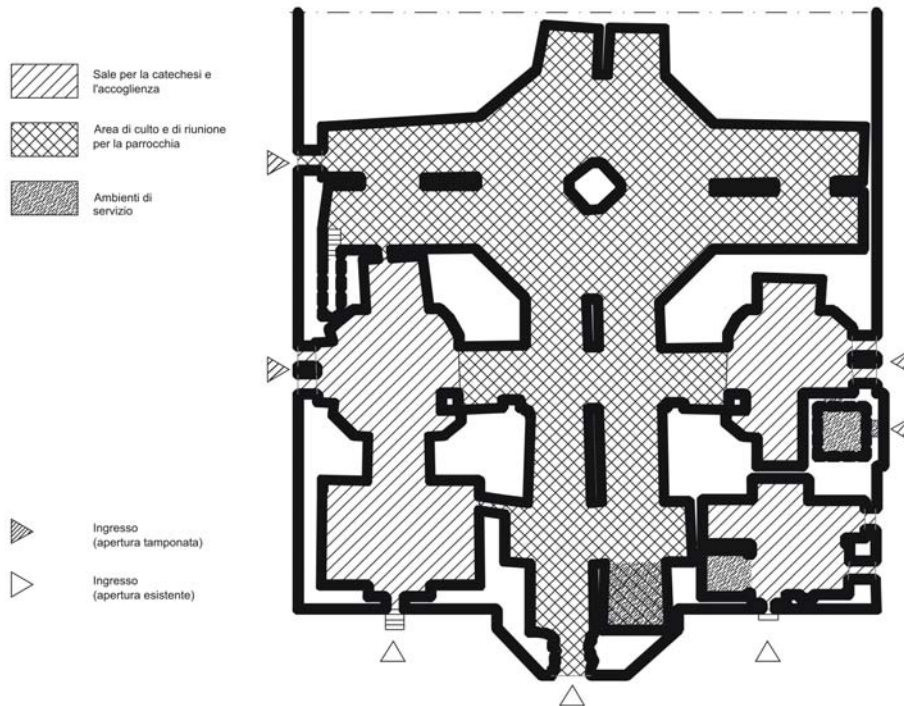 Sale per la catechesi e
l'accoglienza
Area di culto e di riunione
per la parrocchia
Ambienti di
servizio
Ingresso
(apertura tamponata)
Ingresso
(apertura esistente)